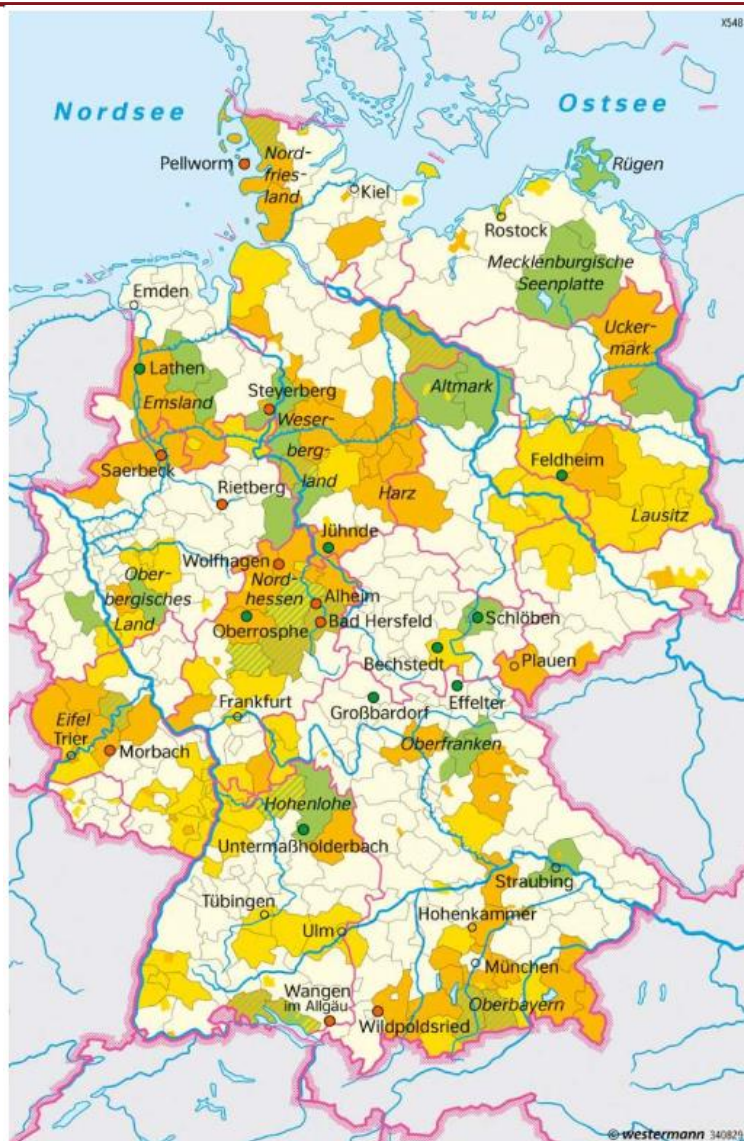 X548
Nordsee
Ostsee
Pellworm
Nord-
fries-
land
Kiel
Rügen
Rostock
Mecklenburgische
Seenplatte
Emden
Ucker-
mark
Lathen
Emsland
Steyerberg
Weser-
Altmark
berg-
land
Saerbeck
Feldheim
Rietberg
Harz
Lausitz
Jühnde
Wolfhagen
Nord-
hessen
Ober-
bergisches
Land
Alheim
Bad Hersfeld
Oberrosphe
Schlöben
Bechstedt
Plauen
Effelter
Frankfurt
Großbardorf
Eifel
Trier
Morbach
Oberfranken
Hohenlohe
Untermaßholderbach
Straubing
Tübingen
Hohenkammer
Ulm
München
Wangen
im Allgäu
Oberbayern
Wildpoldsried
© westermann 340829